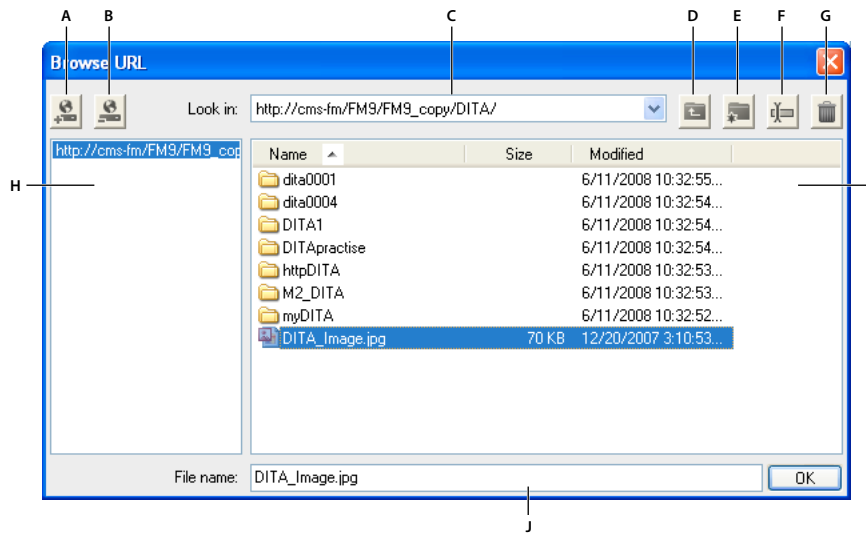 A B C D E F G
Browse URL
Look in: http://cms-fm/FM9/FM9_copy/DITA/
http://cms-fm/FM9/FM9_cop
Name Size Modified
H
dita0001 6/11/2008 10:32:55...
dita0004 6/11/2008 10:32:54...
DITA1 6/11/2008 10:32:54...
DITApractise 6/11/2008 10:32:54...
httpDITA 6/11/2008 10:32:53...
M2_DITA 6/11/2008 10:32:53...
myDITA 6/11/2008 10:32:52...
DITA_Image.jpg 70 KB 12/20/2007 3:10:53...
File name: DITA_Image.jpg OK
J